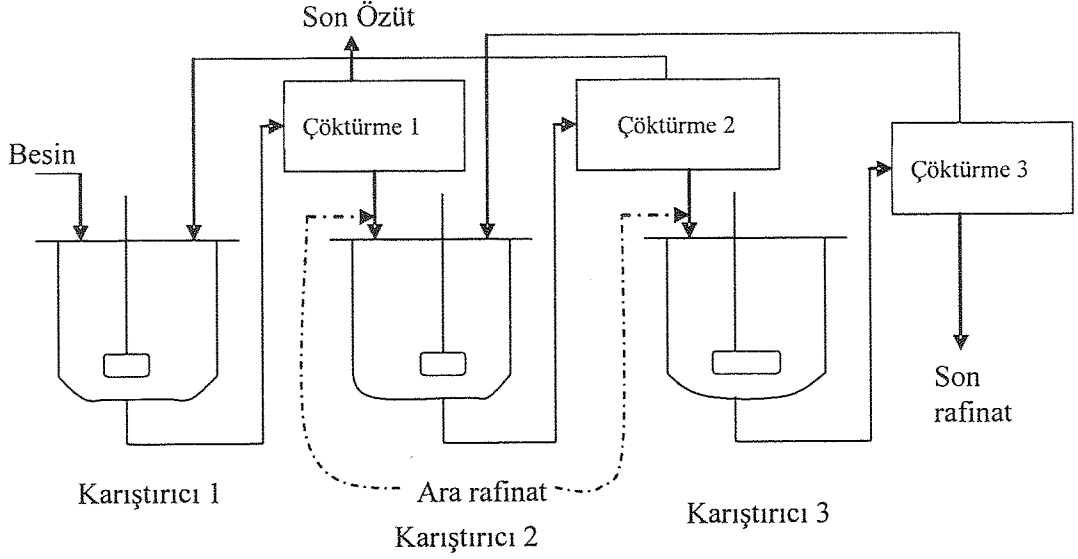 Son Özüt
Çöktürme 1
Çöktürme 2
Besin
Çöktürme 3
Son
rafinat
Karıştırıcı 1
Ara rafinat
Karıştırıcı 2
Karıştırıcı 3